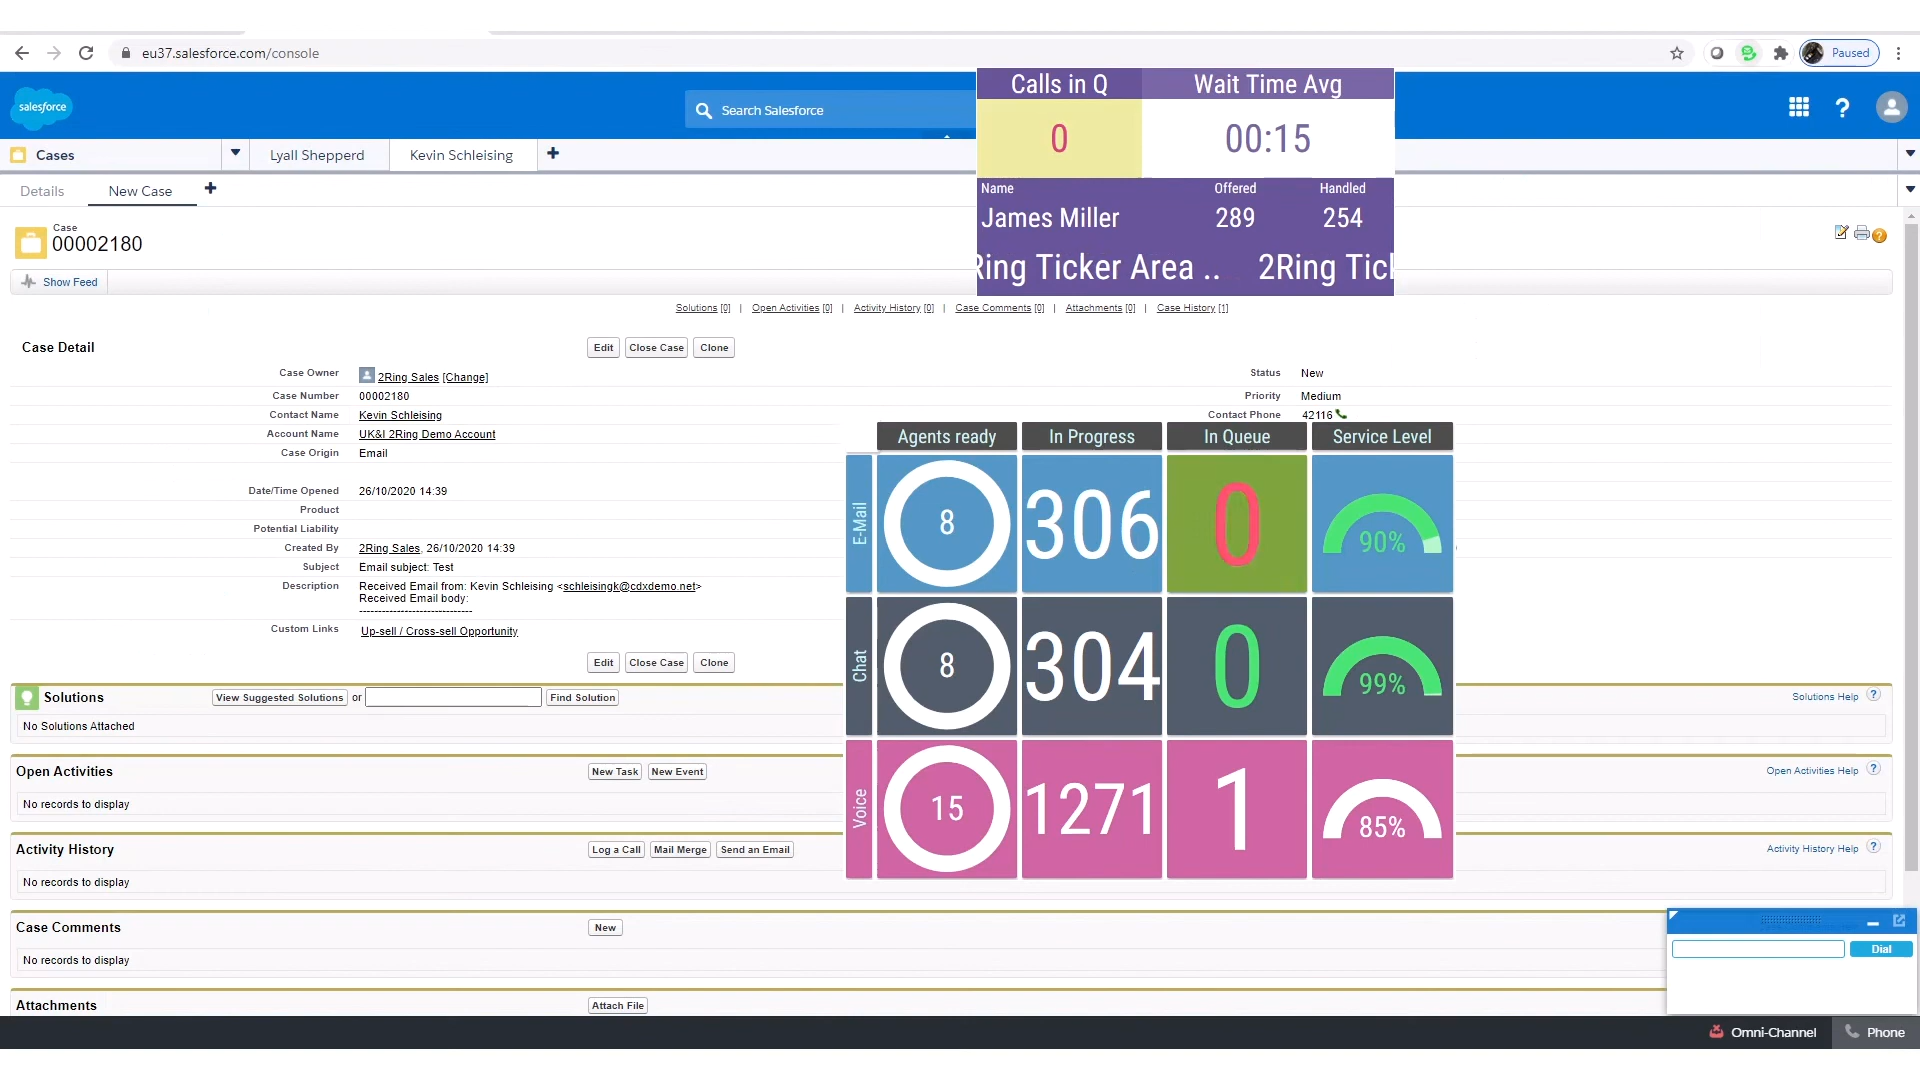 eu37.salesforce.com/console
Paused
salesforce
Search Salesforce
Calls in Q
Wait Time Avg
0
00:15
Name Offered Handled
James Miller 289 254
Ring Ticker Area .. 2Ring Tick
Cases
Lyall Shepperd
Kevin Schleising
Details
New Case
Case
00002180
Show Feed
Solutions [0] | Open Activities [0] | Activity History [0] | Case Comments [0] | Attachments [0] | Case History [1]
Case Detail
Edit Close Case Clone
Case Owner 2Ring Sales [Change]
Status New
Case Number 00002180
Priority Medium
Contact Name Kevin Schleising
Contact Phone 42116
Account Name UK&I 2Ring Demo Account
Case Origin Email
Date/Time Opened 26/10/2020 14:39
Product
Potential Liability
Created By 2Ring Sales, 26/10/2020 14:39
Subject Email subject: Test
Description Received Email from: Kevin Schleising <schleisingk@cdxdemo.net>
Received Email body:
------------------------------
Custom Links Up-sell / Cross-sell Opportunity
Edit Close Case Clone
Agents ready In Progress In Queue Service Level
E-Mail 8 306 0 90%
Chat 8 304 0 99%
Voice 15 1271 1 85%
Solutions View Suggested Solutions or Find Solution
Solutions Help ?
No Solutions Attached
Open Activities New Task New Event
Open Activities Help ?
No records to display
Activity History Log a Call Mail Merge Send an Email
Activity History Help ?
No records to display
Case Comments New
No records to display
Attachments Attach File
Dial
Omni-Channel
Phone